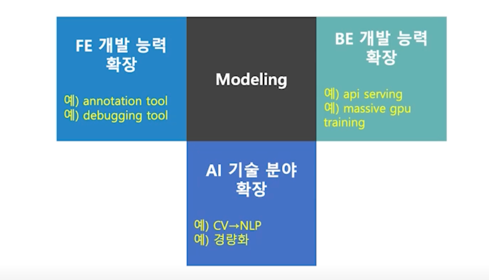 FE 개발 능력
확장
예) annotation tool
예) debugging tool
Modeling
BE 개발 능력
확장
예) api serving
예) massive gpu
training
AI 기술 분야
확장
예) CV→NLP
예) 경량화